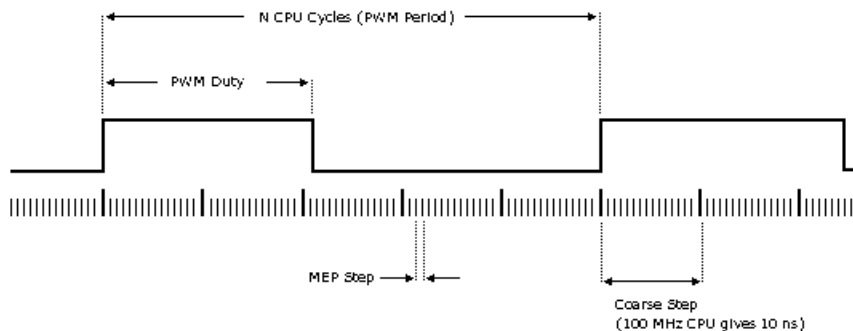 N CPU Cycles (PWM Period)
PWM Duty
MEP Step
Coarse Step
(100 MHz CPU gives 10 ns)